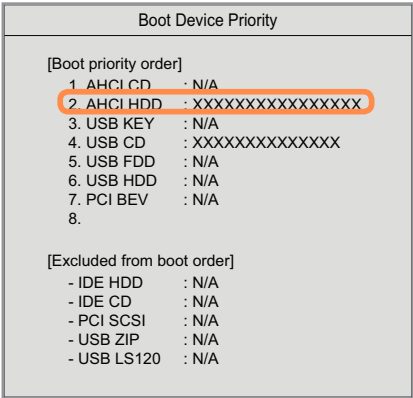 Boot Device Priority
[Boot priority order]
1. AHCI CD : N/A
2. AHCI HDD : XXXXXXXXXXXXXXXX
3. USB KEY : N/A
4. USB CD : XXXXXXXXXXXXXX
5. USB FDD : N/A
6. USB HDD : N/A
7. PCI BEV : N/A
8.
[Excluded from boot order]
- IDE HDD : N/A
- IDE CD : N/A
- PCI SCSI : N/A
- USB ZIP : N/A
- USB LS120 : N/A